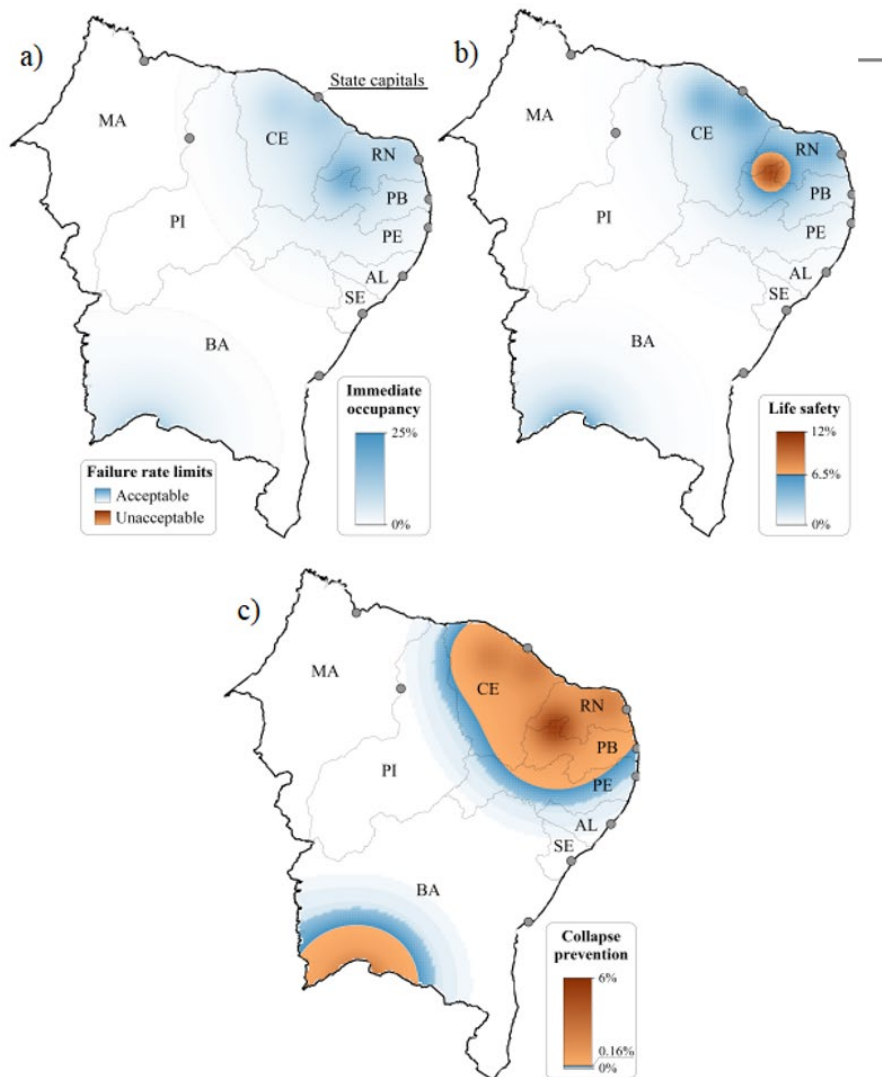 a)
State capitals
MA
CE
RN
PB
PI
PE
AL
SE
BA
Immediate
occupancy
25%
0%
Failure rate limits
Acceptable
Unacceptable
b)
MA
CE
RN
PB
PI
PE
AL
SE
BA
Life safety
12%
6.5%
0%
c)
MA
CE
RN
PB
PI
PE
AL
SE
BA
Collapse
prevention
6%
0.16%
0%